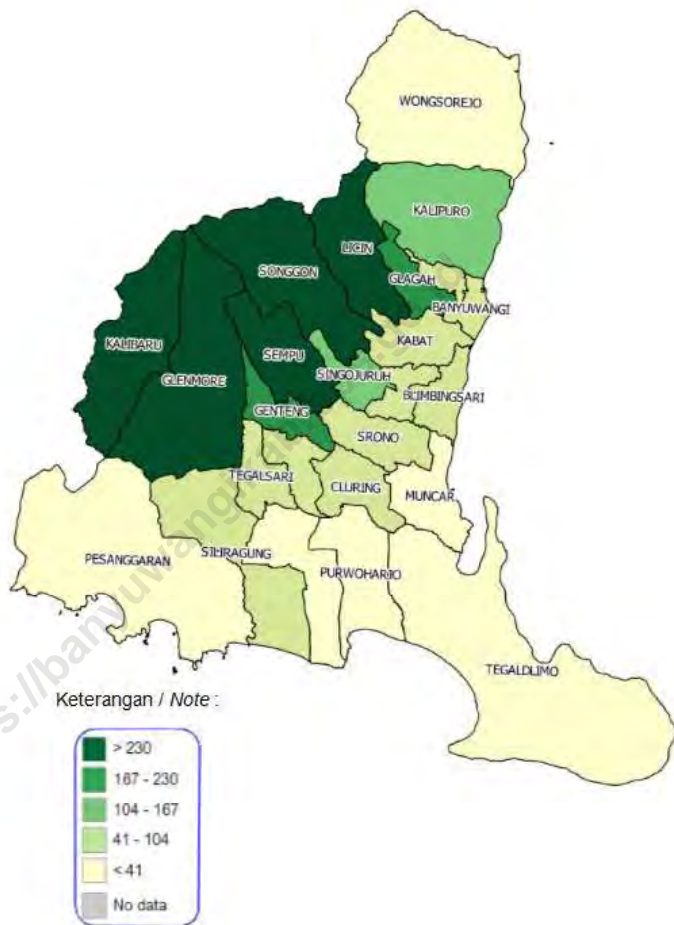 WONGSOREJO
KALIPURO
LICIN
SONGGON
GLAGAH
BANYUWANGI
KALIBARU
KABAT
SEMPU
GLENMORE
SINGOJURUH
BLIMBINGSARI
GENTENG
SRONO
TEGALSARI
CLURING
MUNCAR
SILIRAGUNG
PESANGGARAN
PURWOHARJO
TEGALDLIMO
s://banyuwangi
Keterangan / Note :
> 230
167 - 230
104 - 167
41 - 104
< 41
No data